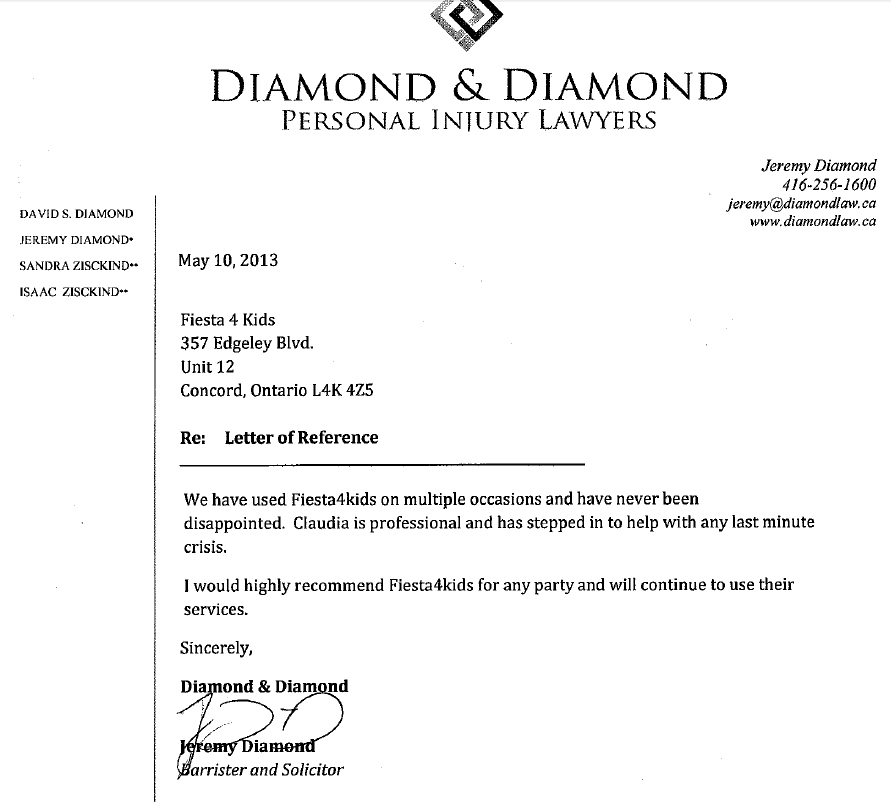 DIAMOND & DIAMOND
PERSONAL INJURY LAWYERS
Jeremy Diamond
416-256-1600
jeremy@diamondlaw.ca
www.diamondlaw.ca
DAVID S. DIAMOND
JEREMY DIAMOND•
SANDRA ZISCKIND••
ISAAC ZISCKIND••
May 10, 2013
Fiesta 4 Kids
357 Edgeley Blvd.
Unit 12
Concord, Ontario L4K 4Z5
Re: Letter of Reference
We have used Fiesta4kids on multiple occasions and have never been
disappointed. Claudia is professional and has stepped in to help with any last minute
crisis.
I would highly recommend Fiesta4kids for any party and will continue to use their
services.
Sincerely,
Diamond & Diamond
Jeremy Diamond
Barrister and Solicitor